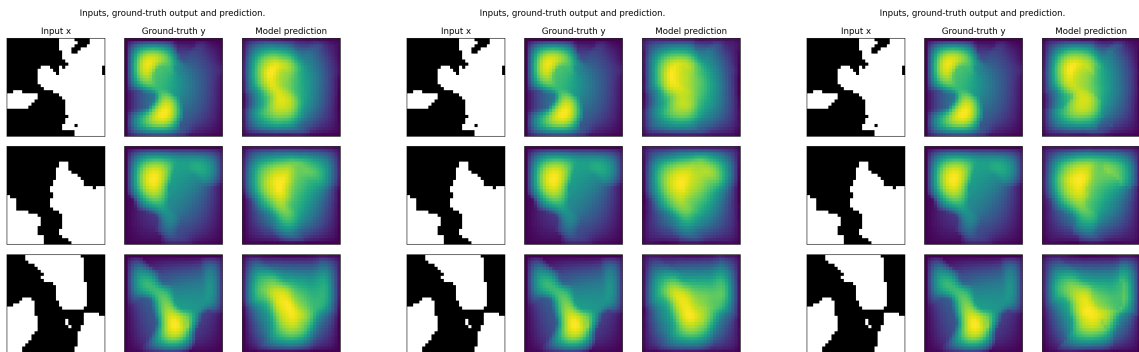 Inputs, ground-truth output and prediction.
Input x Ground-truth y Model prediction
Inputs, ground-truth output and prediction.
Input x Ground-truth y Model prediction
Inputs, ground-truth output and prediction.
Input x Ground-truth y Model prediction